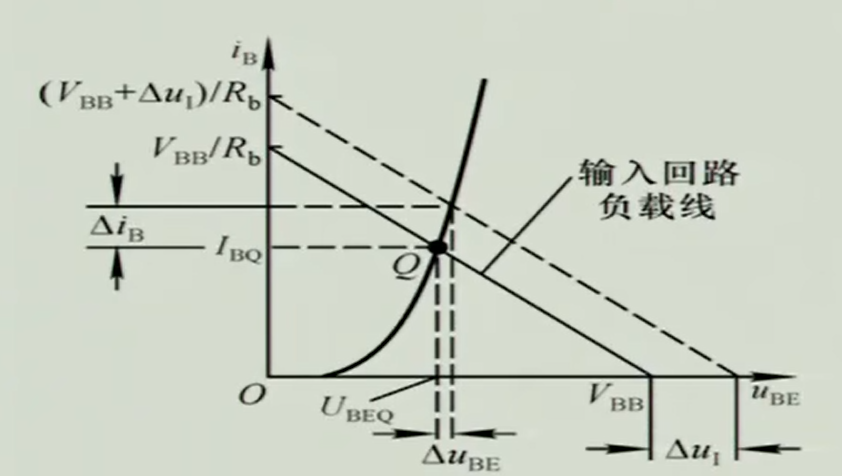 i_B
(V_BB+Δu_I)/R_b
V_BB/R_b
输入回路
负载线
Δi_B
I_BQ
Q
O
U_BEQ
V_BB
u_BE
Δu_BE
Δu_I